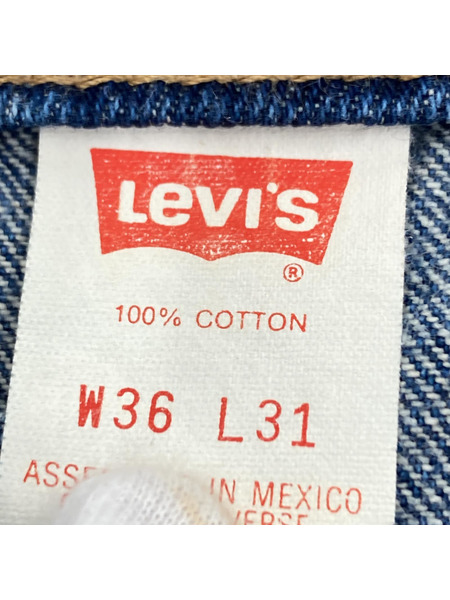 LEVI'S
®
100% COTTON
W36 L31
IN MEXICO